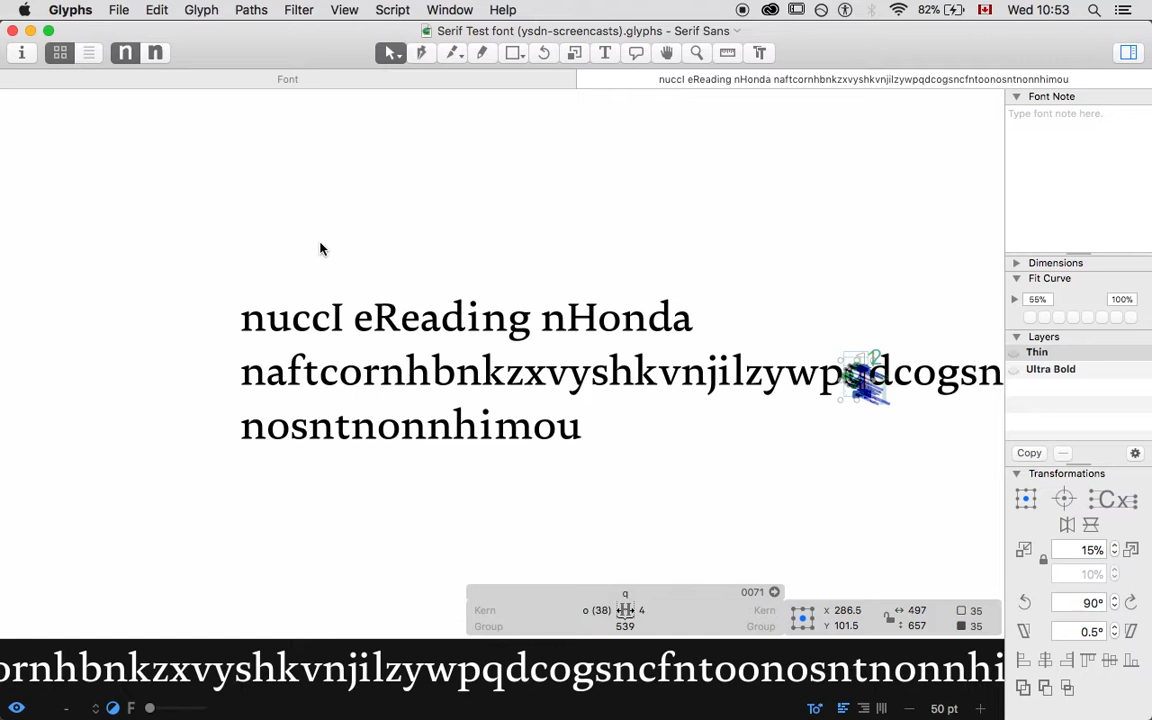 Glyphs File Edit Glyph Paths Filter View Script Window Help 82% Wed 10:53
Serif Test font (ysdn-screencasts).glyphs - Serif Sans
n n T
Font nuccI eReading nHonda naftcornhbnkzxvyshkvnjilzywpqdcogsncfntoonosntnonnhimou
Font Note
Type font note here.
nuccI eReading nHonda
naftcornhbnkzxvyshkvnjilzywpqdcogsn
nosntnonnhimou
Dimensions
Fit Curve
55% 100%
Layers
Thin
Ultra Bold
Copy
Transformations
15%
10%
90°
0.5°
q 0071
Kern o (38) 4 Kern
Group 539 Group
X 286.5 497 35
Y 101.5 657 35
ornhbnkzxvyshkvnjilzywpqdcogsncfntoonosntnonnhi
- F 50 pt